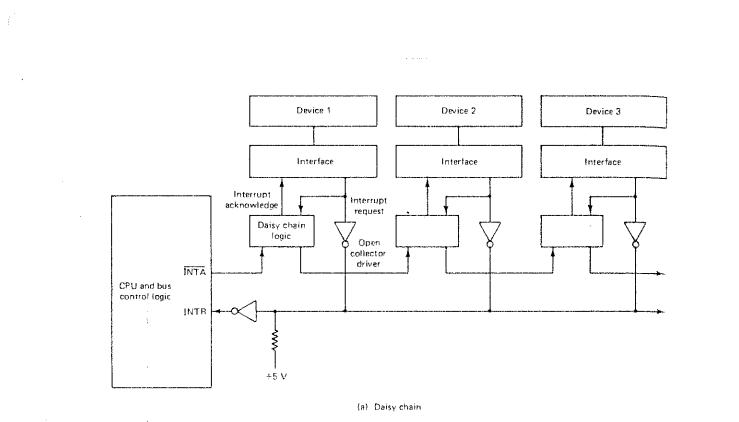 Device 1
Device 2
Device 3
Interface
Interface
Interface
Interrupt
acknowledge
Interrupt
request
Daisy chain
logic
Open
collector
driver
INTA
CPU and bus
control logic
INTR
+5 V
(a) Daisy chain